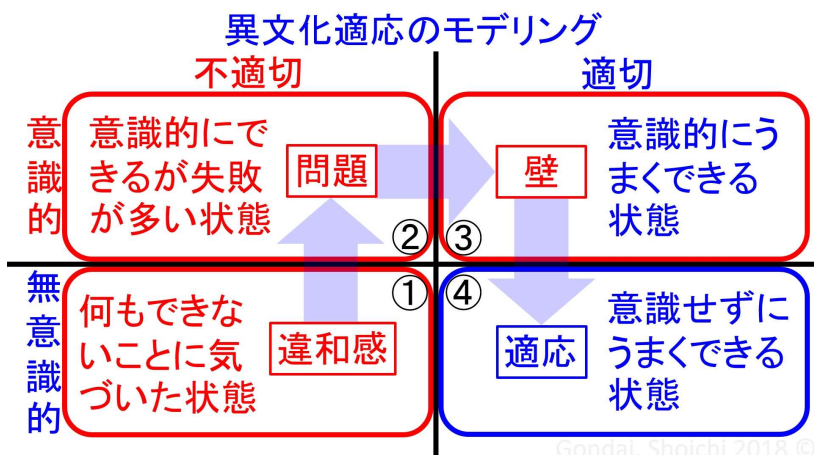 異文化適応のモデリング
不適切
適切
意識的
意識的にで
きるが失敗
が多い状態
問題
②
③
壁
意識的にう
まくできる
状態
無意識的
何もできな
いことに気
づいた状態
違和感
①
④
適応
意識せずに
うまくできる
状態
Gondai, Shoichi 2018 ©